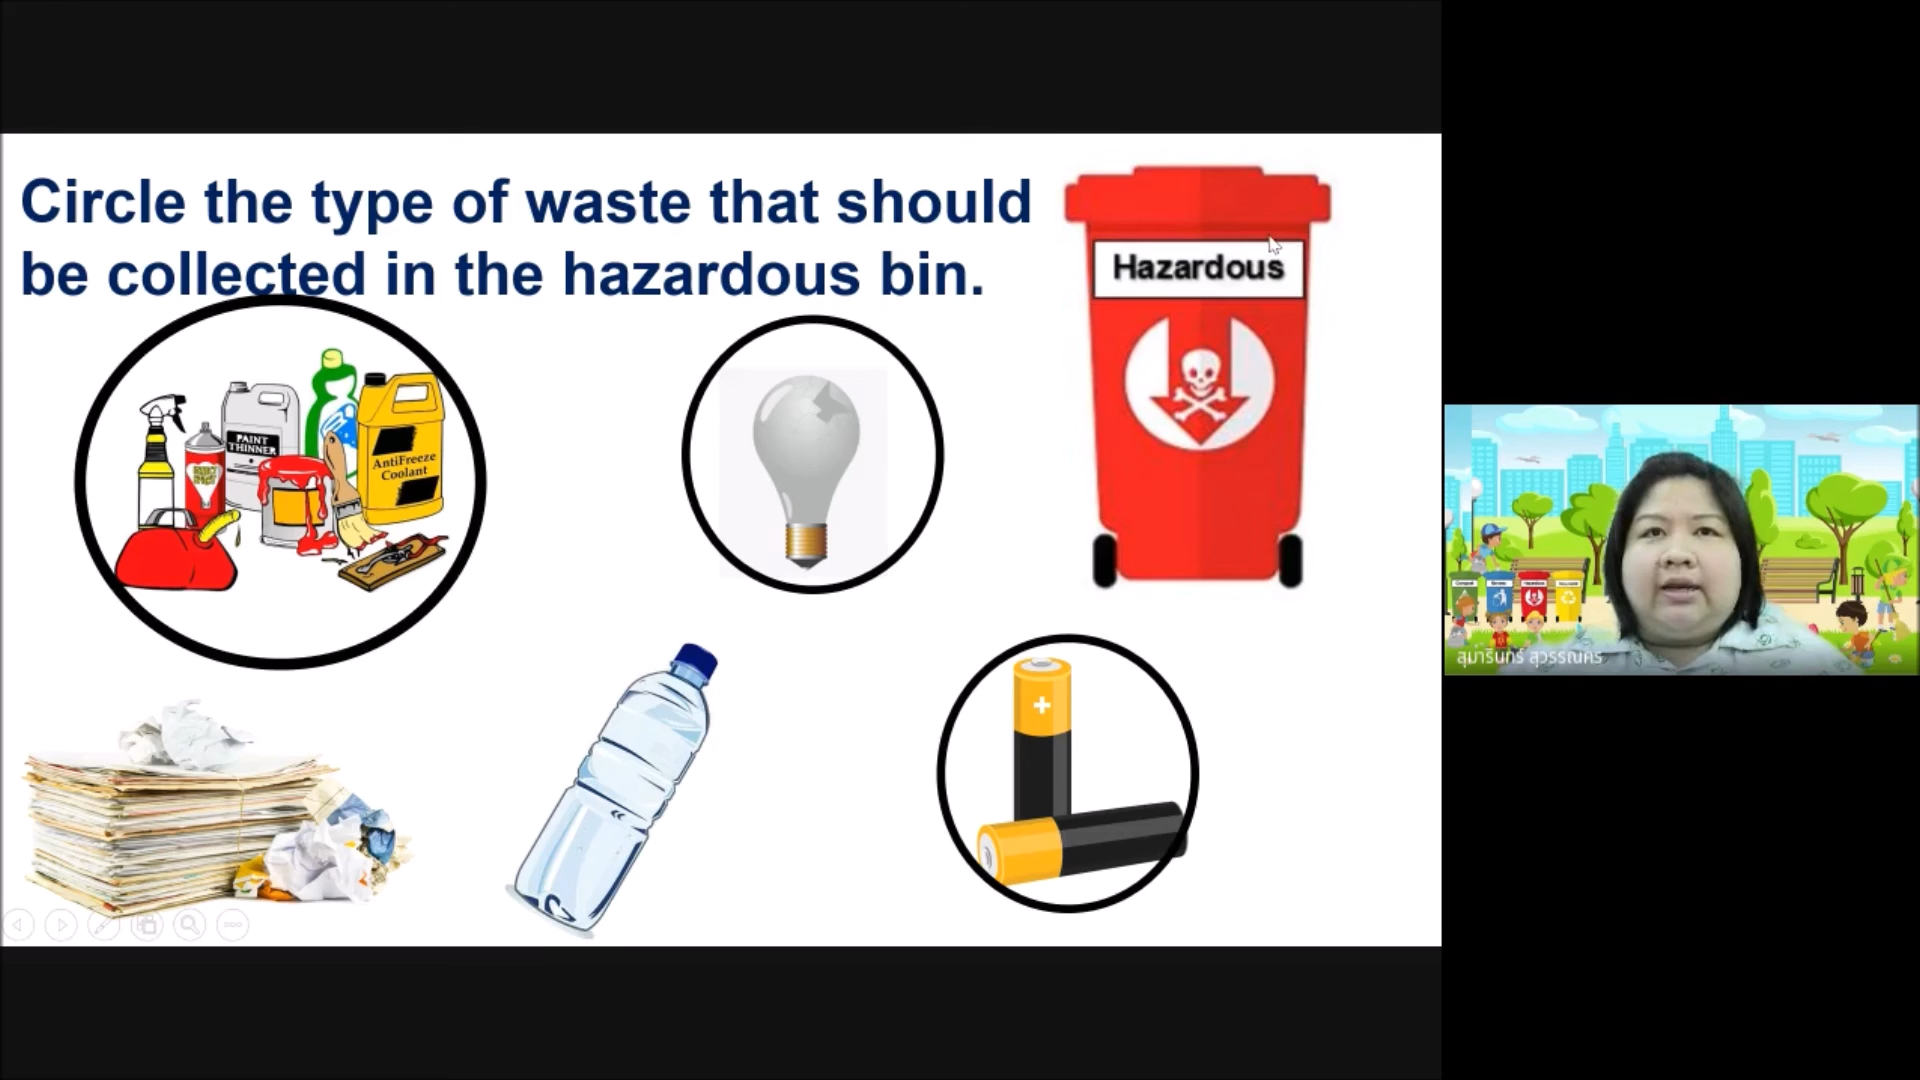 Circle the type of waste that should
be collected in the hazardous bin.
Hazardous
PAINT
THINNER
AntiFreeze
Coolant
สุมารินทร์ สุวรรณคร